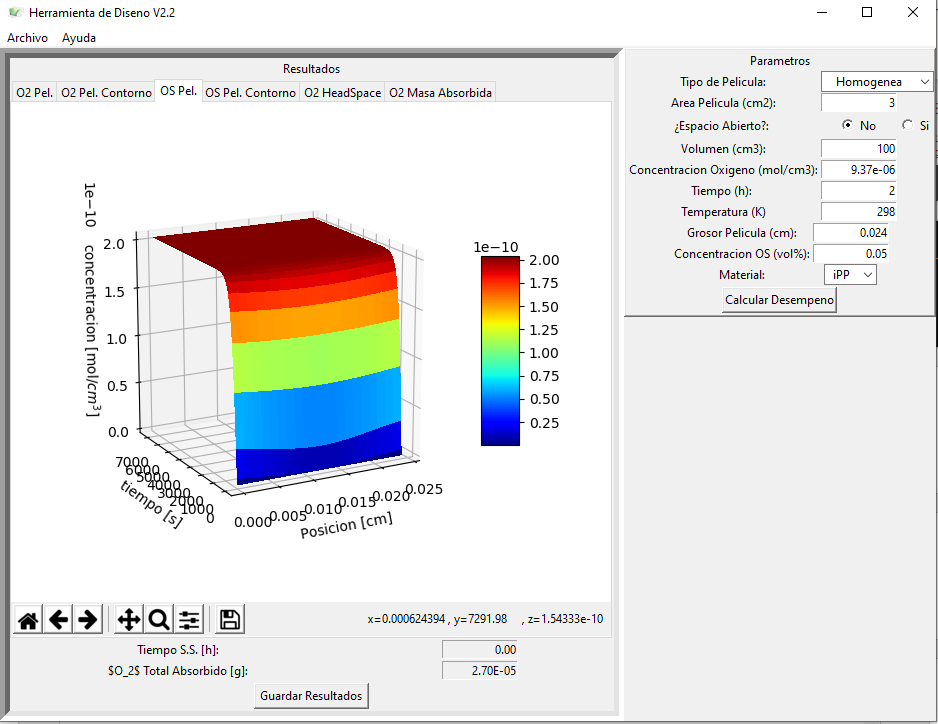 Herramienta de Diseno V2.2
Archivo Ayuda
Resultados
O2 Pel. O2 Pel. Contorno OS Pel. OS Pel. Contorno O2 HeadSpace O2 Masa Absorbida
1e−10
concentracion [mol/cm³]
2.0
1.5
1.0
0.5
0.0
7000
6000
5000
4000
3000
2000
1000
0
tiempo [s]
0.000
0.005
0.010
0.015
0.020
0.025
Posicion [cm]
1e−10
2.00
1.75
1.50
1.25
1.00
0.75
0.50
0.25
x=0.000624394 , y=7291.98 , z=1.54333e-10
Tiempo S.S. [h]: 0.00
$O_2$ Total Absorbido [g]: 2.70E-05
Guardar Resultados
Parametros
Tipo de Pelicula: Homogenea
Area Pelicula (cm2): 3
¿Espacio Abierto?: No Si
Volumen (cm3): 100
Concentracion Oxigeno (mol/cm3): 9.37e-06
Tiempo (h): 2
Temperatura (K) 298
Grosor Pelicula (cm): 0.024
Concentracion OS (vol%): 0.05
Material: iPP
Calcular Desempeno